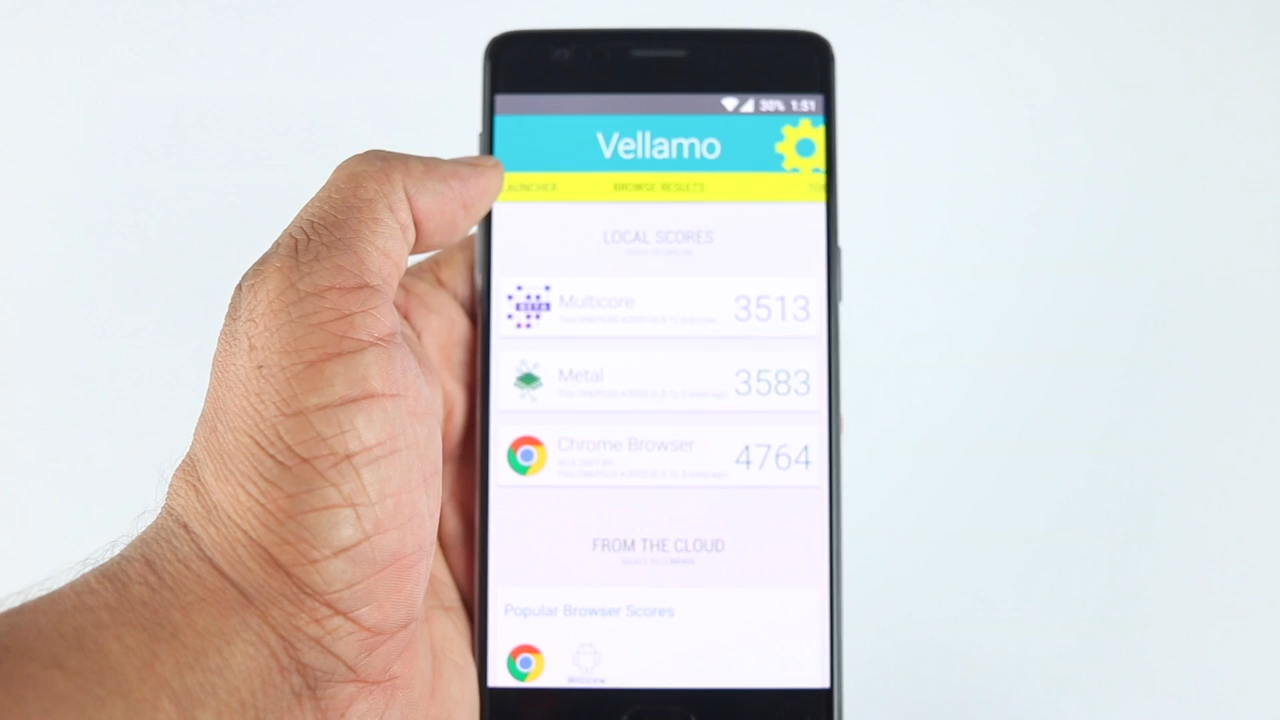 30% 1:51
Vellamo
LAUNCHER BROWSE RESULTS
LOCAL SCORES
BETA
Multicore
3513
Metal
3583
Chrome Browser
4764
FROM THE CLOUD
Popular Browser Scores